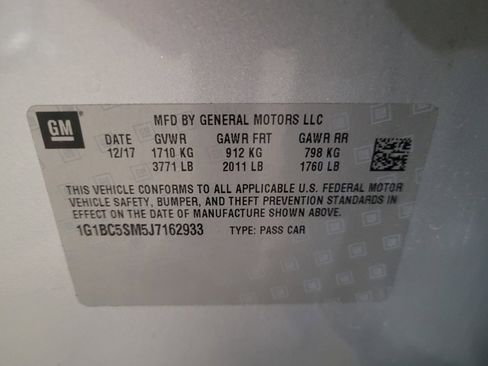 GM
MFD BY GENERAL MOTORS LLC
DATE GVWR GAWR FRT GAWR RR
12/17 1710 KG 912 KG 798 KG
3771 LB 2011 LB 1760 LB
THIS VEHICLE CONFORMS TO ALL APPLICABLE U.S. FEDERAL MOTOR
VEHICLE SAFETY, BUMPER, AND THEFT PREVENTION STANDARDS IN
EFFECT ON THE DATE OF MANUFACTURE SHOWN ABOVE.
1G1BC5SM5J7162933 TYPE: PASS CAR